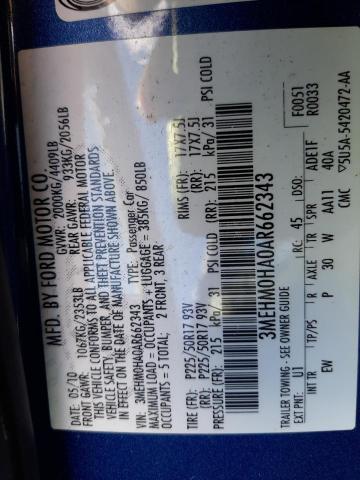 MFD BY FORD MOTOR CO.
DATE: 05/10 GVWR: 2000KG/4409LB
FRONT GAWR: 1067KG/2353LB REAR GAWR: 933KG/2056LB
THIS VEHICLE CONFORMS TO ALL APPLICABLE FEDERAL MOTOR
VEHICLE SAFETY, BUMPER, AND THEFT PREVENTION STANDARDS
IN EFFECT ON THE DATE OF MANUFACTURE SHOWN ABOVE
VIN: 3MEHM0HA0AR662343 TYPE: Passenger Car
MAXIMUM LOAD = OCCUPANTS + LUGGAGE = 385KG/ 850LB
OCCUPANTS = 5 TOTAL; 2 FRONT, 3 REAR
TIRE (FR): P225/50R17 93V RIMS (FR): 17X7.5J
(RR): P225/50R17 93V (RR): 17X7.5J
PRESSURE (FR): 215 kPa/ 31 PSI COLD (RR): 215 kPa/ 31 PSI COLD
3MEHM0HA0AR662343
F0051
R0033
TRAILER TOWING - SEE OWNER GUIDE
EXT PNT: U1 RC: 45 DSO:
INT TR TP/PS R AXLE TR SPR ADE1F
EW P 30 W AA11 4DA
CMC 5U5A-5420472-AA